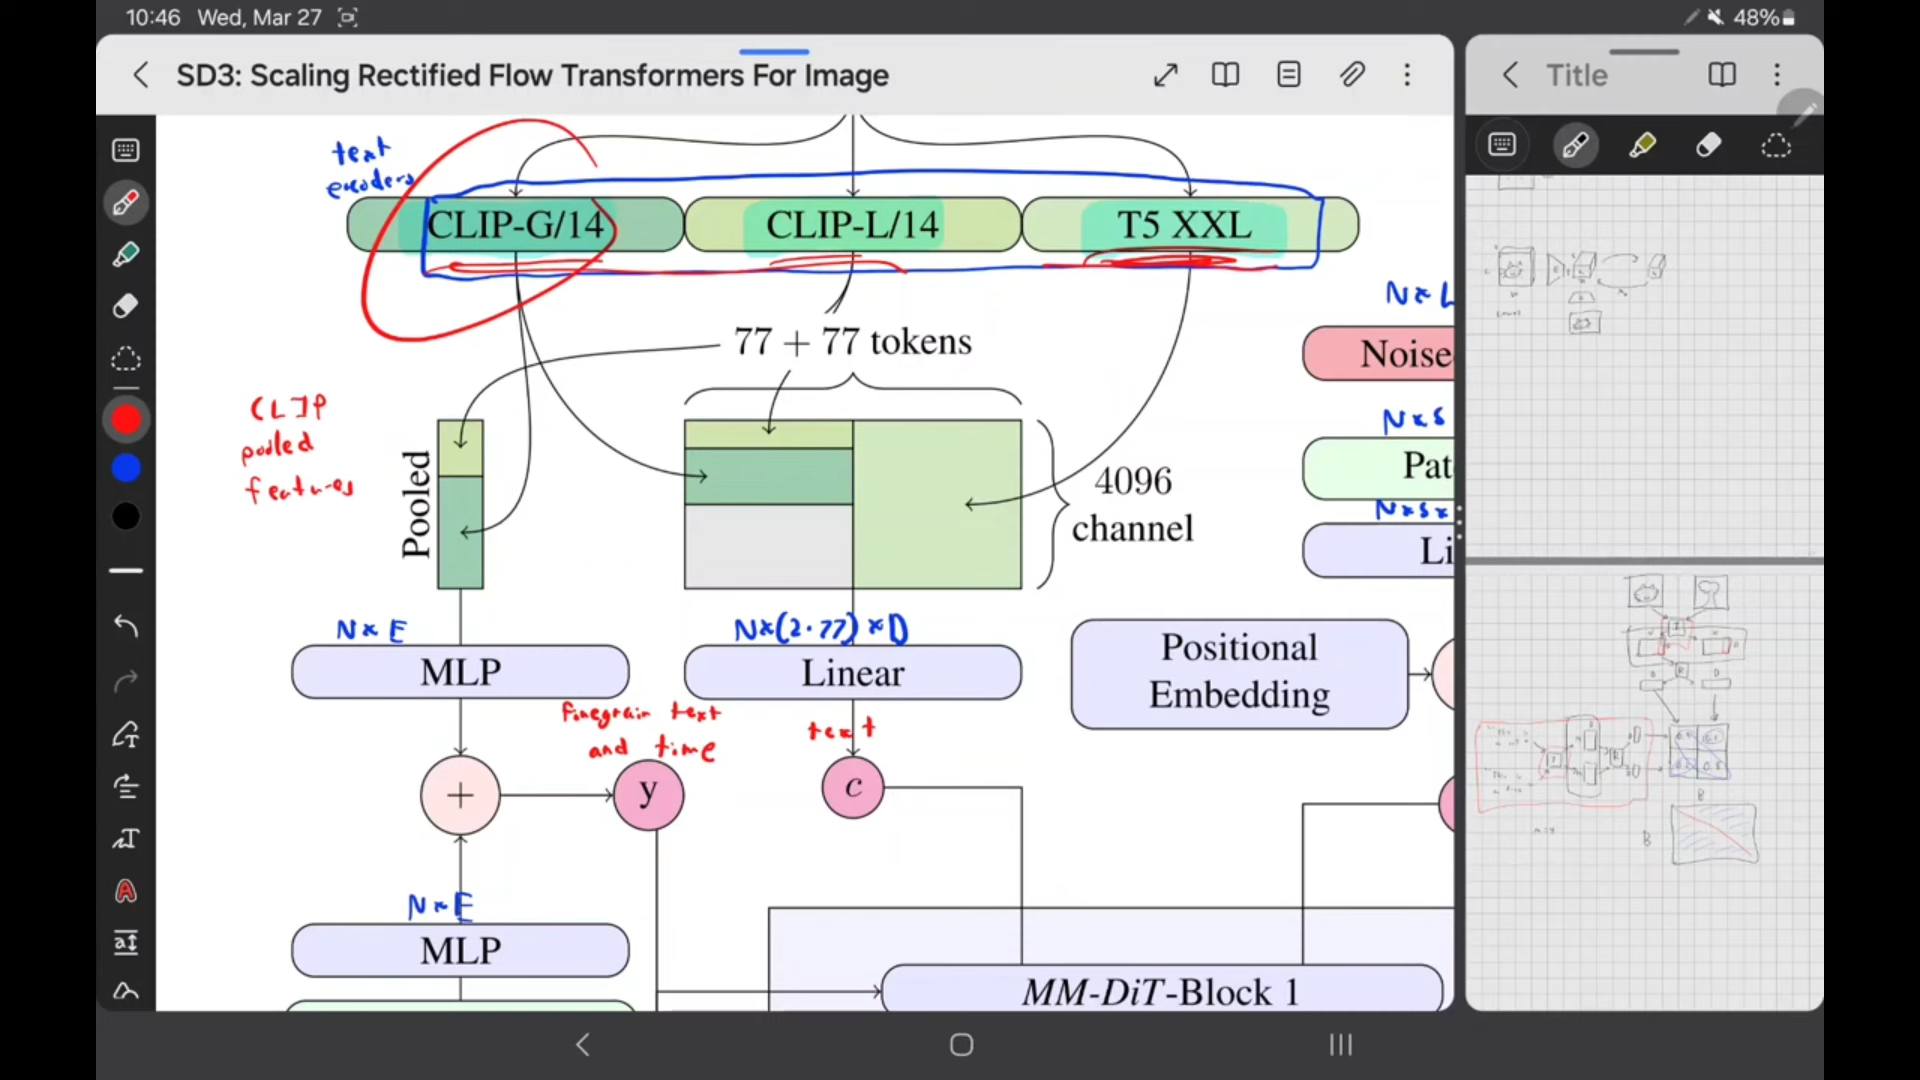 10:46 Wed, Mar 27
48%
SD3: Scaling Rectified Flow Transformers For Image
Title
text
encoders
CLIP-G/14
CLIP-L/14
T5 XXL
77 + 77 tokens
N×L
Noise
CLIP
pooled
features
Pooled
4096
channel
N×S
Pat
N×S×
Li
N×E
MLP
N×(2·77)×D
Linear
Positional
Embedding
finegrain text
and time
text
+
y
c
N×E
MLP
MM-DiT-Block 1
B
B